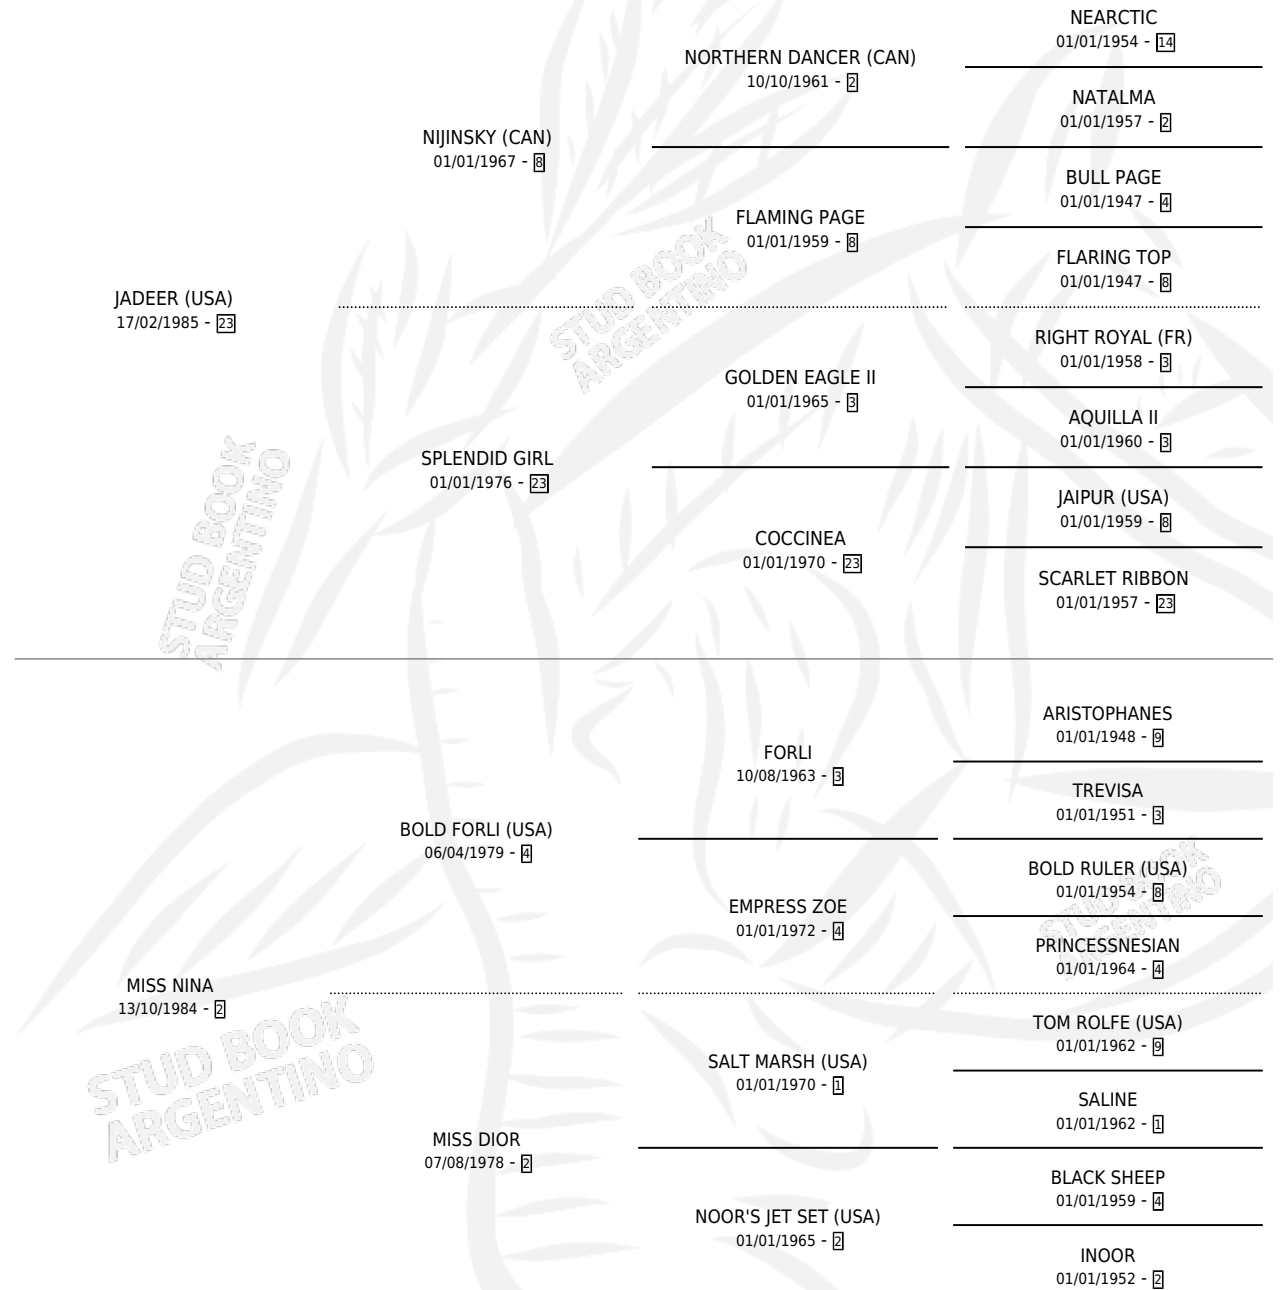 NEARCTIC
01/01/1954 - 14
NORTHERN DANCER (CAN)
10/10/1961 - 2
NATALMA
01/01/1957 - 2
NIJINSKY (CAN)
01/01/1967 - 8
BULL PAGE
01/01/1947 - 4
FLAMING PAGE
01/01/1959 - 8
FLARING TOP
01/01/1947 - 8
JADEER (USA)
17/02/1985 - 23
RIGHT ROYAL (FR)
01/01/1958 - 3
GOLDEN EAGLE II
01/01/1965 - 3
AQUILLA II
01/01/1960 - 3
SPLENDID GIRL
01/01/1976 - 23
JAIPUR (USA)
01/01/1959 - 8
COCCINEA
01/01/1970 - 23
SCARLET RIBBON
01/01/1957 - 23
STUD BOOK
ARGENTINO
STUD BOOK
ARGENTINO
ARISTOPHANES
01/01/1948 - 9
FORLI
10/08/1963 - 3
TREVISA
01/01/1951 - 3
BOLD FORLI (USA)
06/04/1979 - 4
BOLD RULER (USA)
01/01/1954 - 8
EMPRESS ZOE
01/01/1972 - 4
PRINCESSNESIAN
01/01/1964 - 4
MISS NINA
13/10/1984 - 2
TOM ROLFE (USA)
01/01/1962 - 9
SALT MARSH (USA)
01/01/1970 - 1
SALINE
01/01/1962 - 1
MISS DIOR
07/08/1978 - 2
BLACK SHEEP
01/01/1959 - 4
NOOR'S JET SET (USA)
01/01/1965 - 2
INOOR
01/01/1952 - 2
STUD BOOK
ARGENTINO
STUD BOOK
ARGENTINO